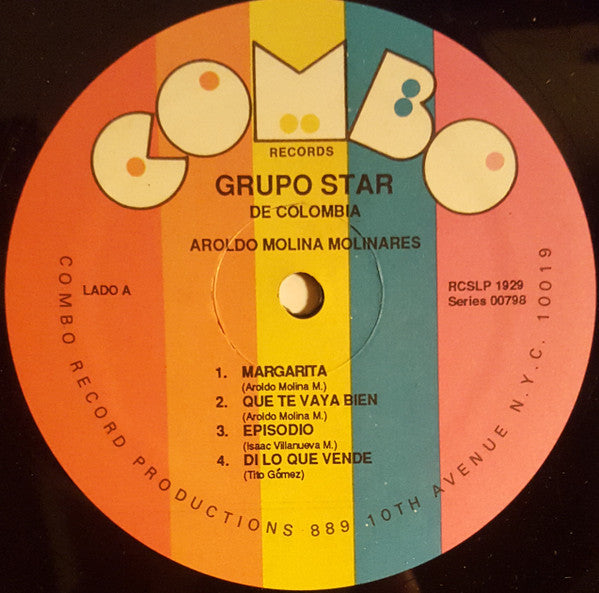 COMBO
RECORDS
GRUPO STAR
DE COLOMBIA
AROLDO MOLINA MOLINARES
LADO A
RCSLP 1929
Series 00798
1. MARGARITA
(Aroldo Molina M.)
2. QUE TE VAYA BIEN
(Aroldo Molina M.)
3. EPISODIO
(Isaac Villanueva M.)
4. DI LO QUE VENDE
(Tito Gómez)
COMBO RECORD PRODUCTIONS 889 10TH AVENUE N.Y.C. 10019